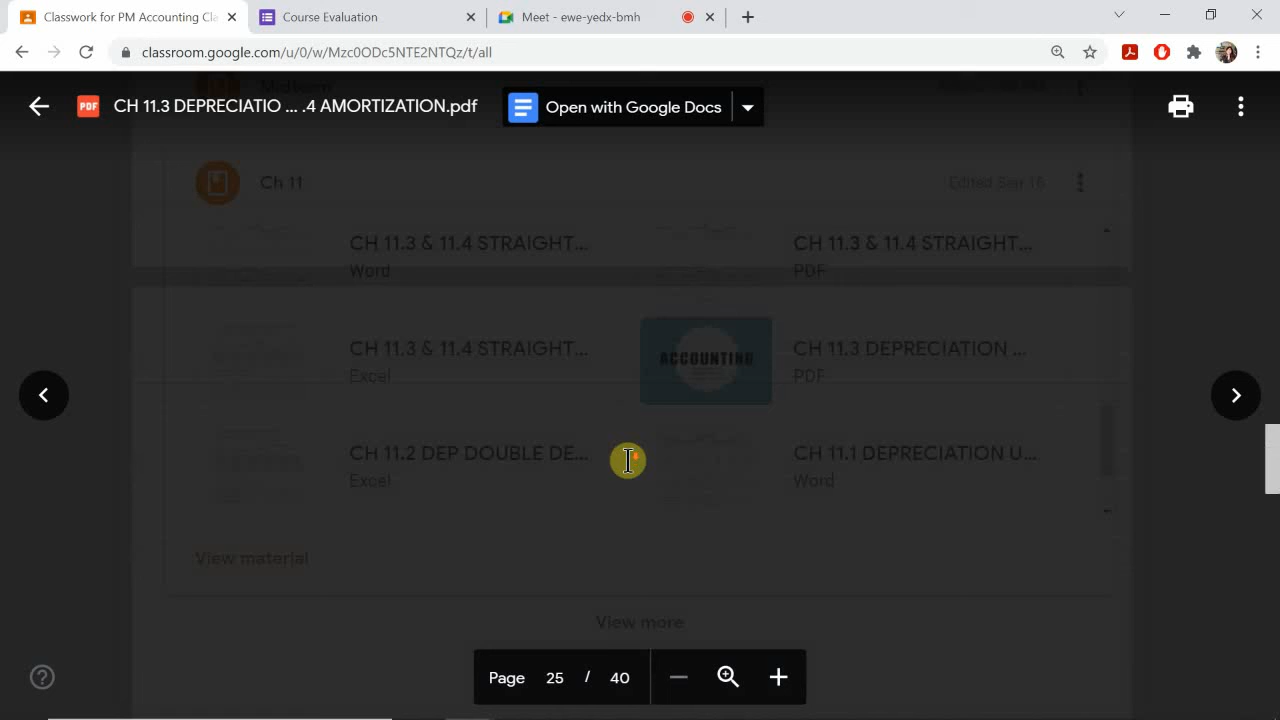 Classwork for PM Accounting Cla
Course Evaluation
Meet - ewe-yedx-bmh
classroom.google.com/u/0/w/Mzc0ODc5NTE2NTQz/t/all
PDF
CH 11.3 DEPRECIATIO ... .4 AMORTIZATION.pdf
Open with Google Docs
Midterm
Ch 11
Edited Sep 16
CH 11.3 & 11.4 STRAIGHT...
Word
CH 11.3 & 11.4 STRAIGHT...
PDF
CH 11.3 & 11.4 STRAIGHT...
Excel
ACCOUNTING
CH 11.3 DEPRECIATION ...
PDF
CH 11.2 DEP DOUBLE DE...
Excel
CH 11.1 DEPRECIATION U...
Word
View material
View more
Page 25 / 40